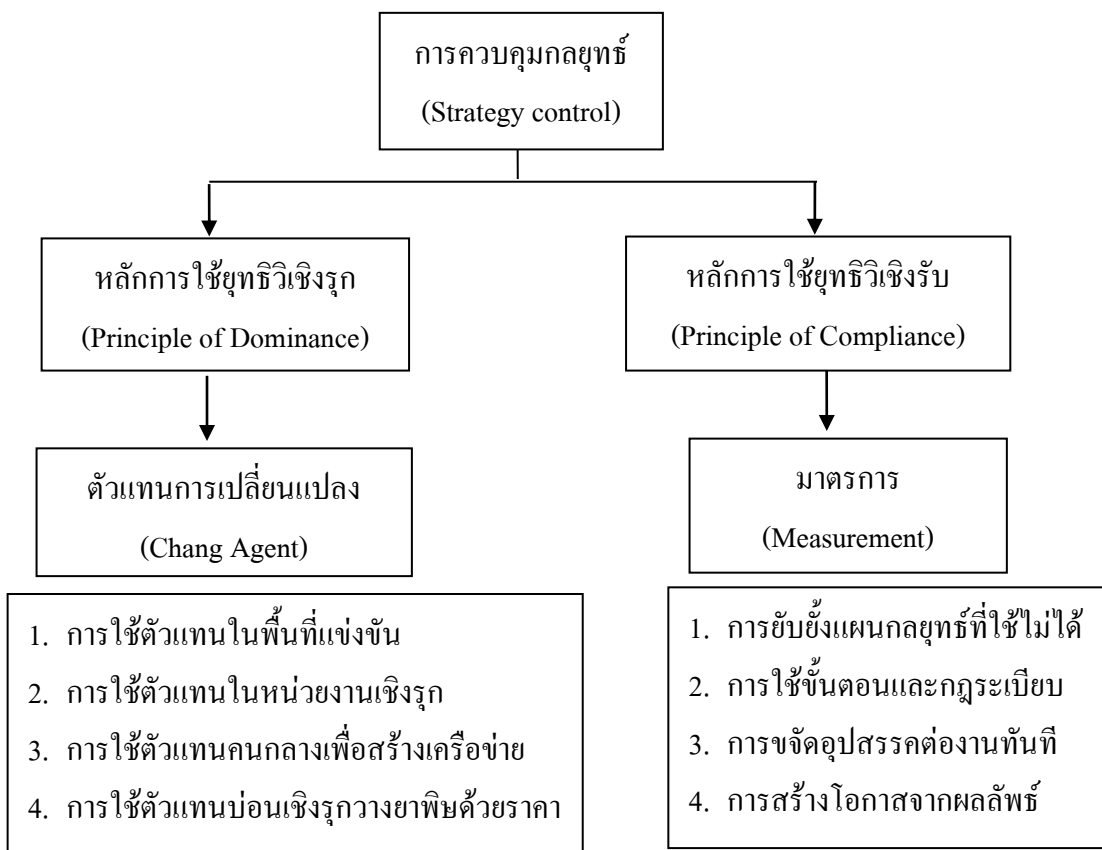 การควบคุมกลยุทธ์
(Strategy control)
หลักการใช้ยุทธิวิเชิงรุก
(Principle of Dominance)
หลักการใช้ยุทธิวิเชิงรับ
(Principle of Compliance)
ตัวแทนการเปลี่ยนแปลง
(Chang Agent)
มาตรการ
(Measurement)
1. การใช้ตัวแทนในพื้นที่แข่งขัน
2. การใช้ตัวแทนในหน่วยงานเชิงรุก
3. การใช้ตัวแทนคนกลางเพื่อสร้างเครือข่าย
4. การใช้ตัวแทนบ่อนเชิงรุกวางยาพิษด้วยราคา
1. การยับยั้งแผนกลยุทธ์ที่ใช้ไม่ได้
2. การใช้ขั้นตอนและกฎระเบียบ
3. การขจัดอุปสรรคต่องานทันที
4. การสร้างโอกาสจากผลลัพธ์